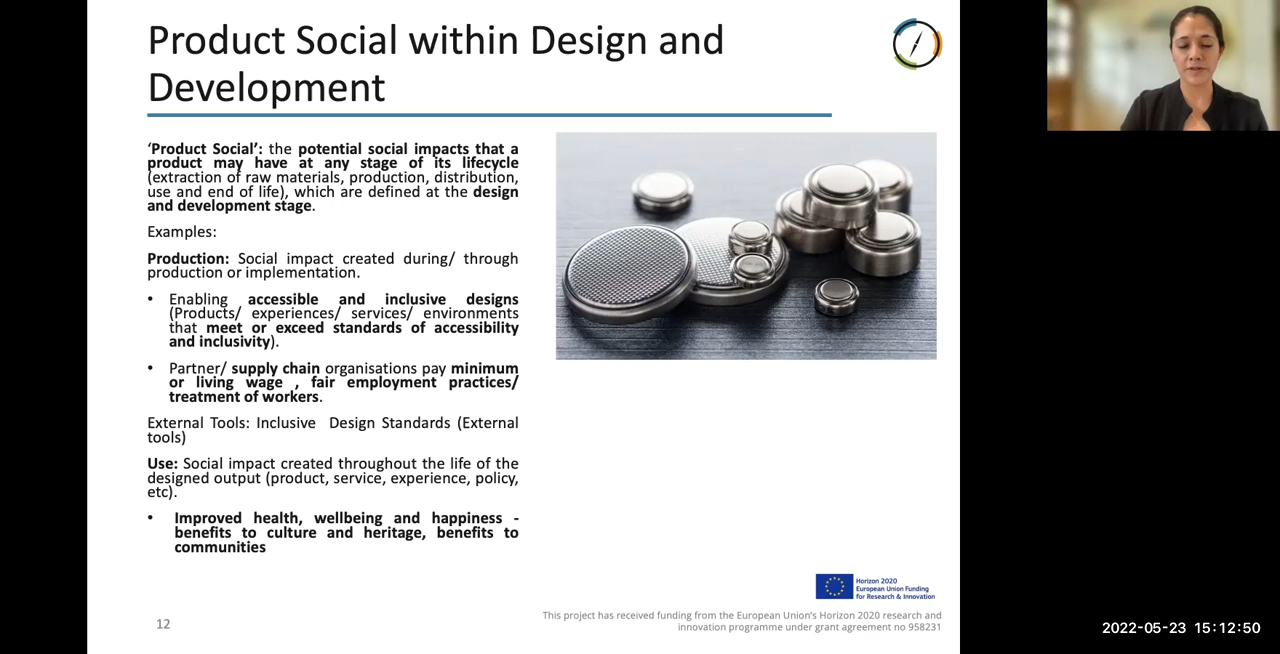 Product Social within Design and
Development
‘Product Social’: the potential social impacts that a
product may have at any stage of its lifecycle
(extraction of raw materials, production, distribution,
use and end of life), which are defined at the design
and development stage.
Examples:
Production: Social impact created during/ through
production or implementation.
• Enabling accessible and inclusive designs
(Products/ experiences/ services/ environments
that meet or exceed standards of accessibility
and inclusivity).
• Partner/ supply chain organisations pay minimum
or living wage , fair employment practices/
treatment of workers.
External Tools: Inclusive Design Standards (External
tools)
Use: Social impact created throughout the life of the
designed output (product, service, experience, policy,
etc).
• Improved health, wellbeing and happiness -
benefits to culture and heritage, benefits to
communities
Horizon 2020
European Union Funding
for Research & Innovation
This project has received funding from the European Union’s Horizon 2020 research and
innovation programme under grant agreement no 958231
12
2022-05-23 15:12:50